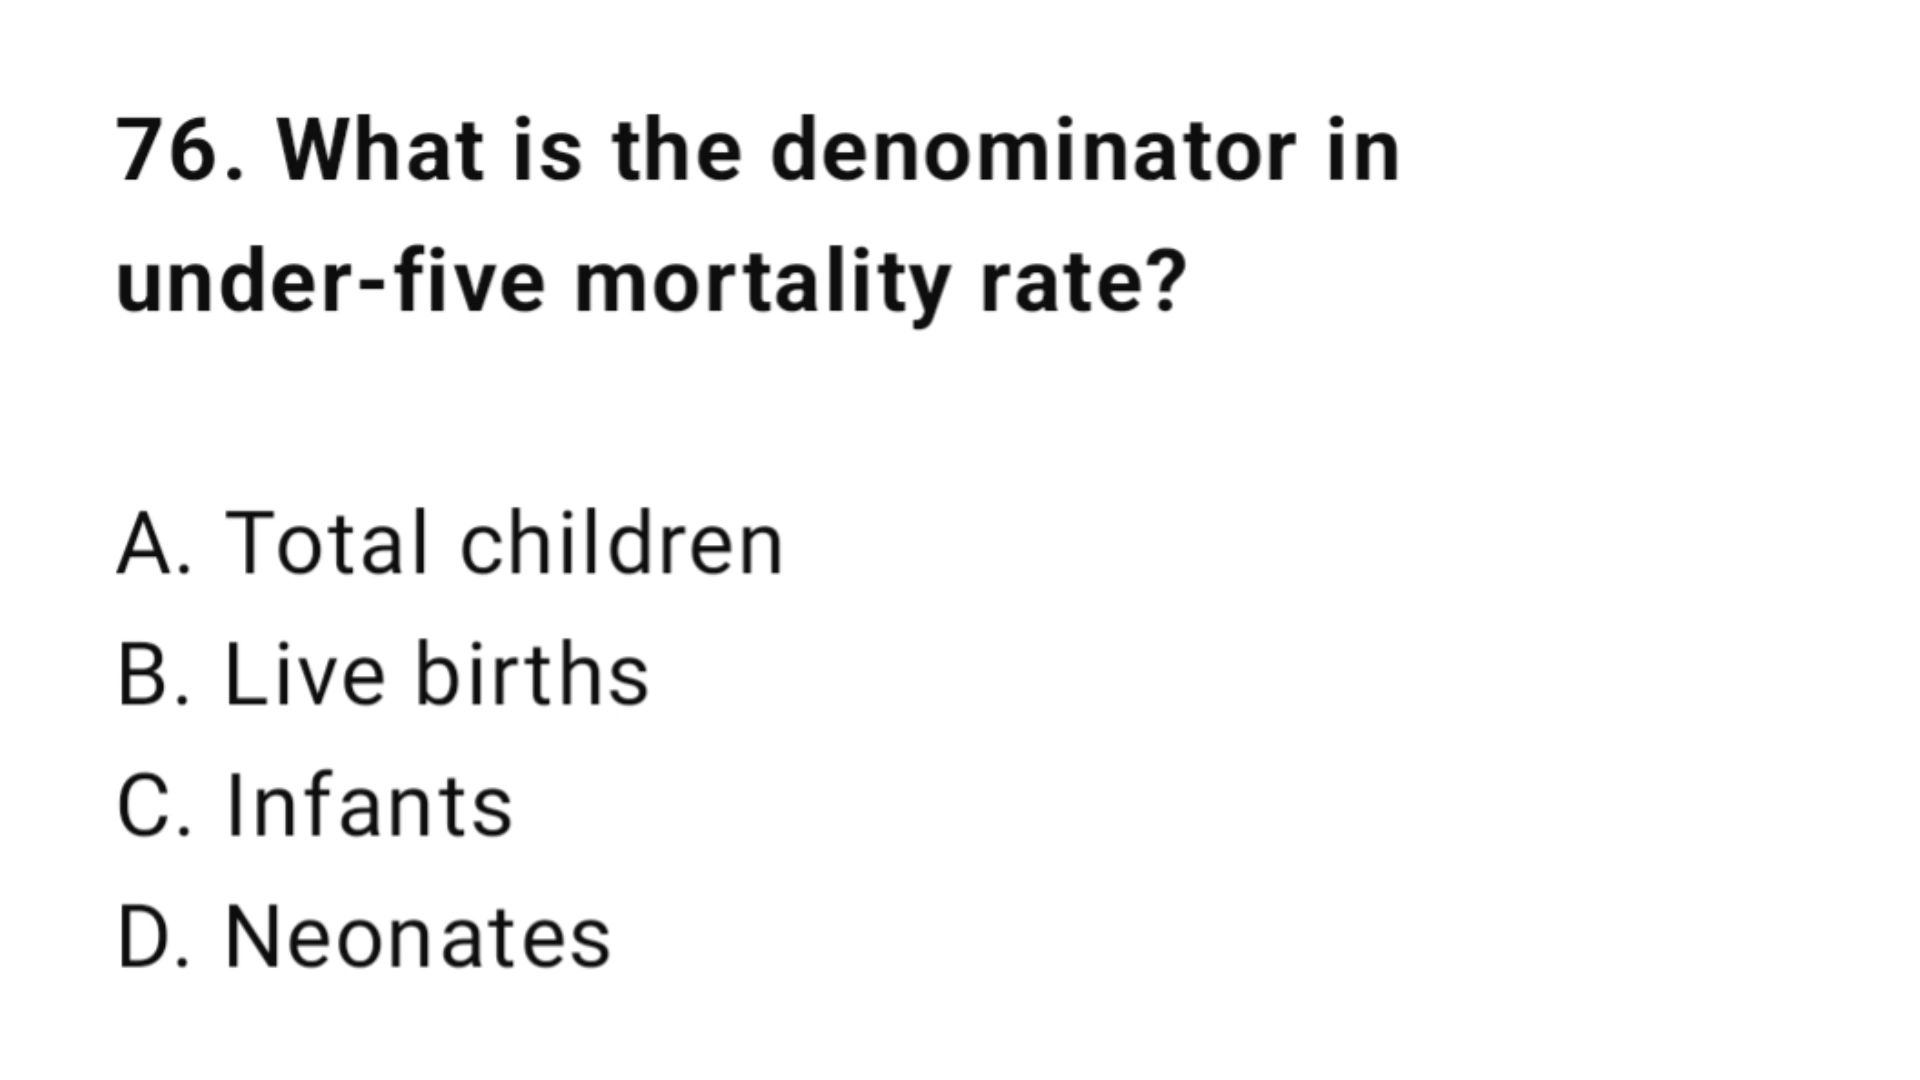 76. What is the denominator in
under-five mortality rate?
A. Total children
B. Live births
C. Infants
D. Neonates